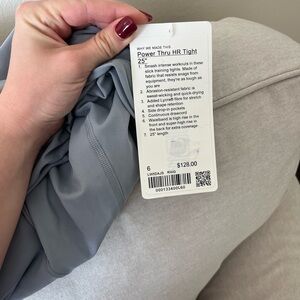 WHY WE MADE THIS
Power Thru HR Tight
25"
1. Smash intense workouts in these
slick training tights. Made of
fabric that resists snags from
equipment, they're as tough as
you are
2. Abrasion-resistant fabric is
sweat-wicking and quick-drying
3. Added Lycra® fibre for stretch
and shape retention
4. Side drop-in pockets
5. Continuous drawcord
6. Waistband is high rise in the
front and super-high rise in
the back for extra coverage
7. 25" length
6
$128.00